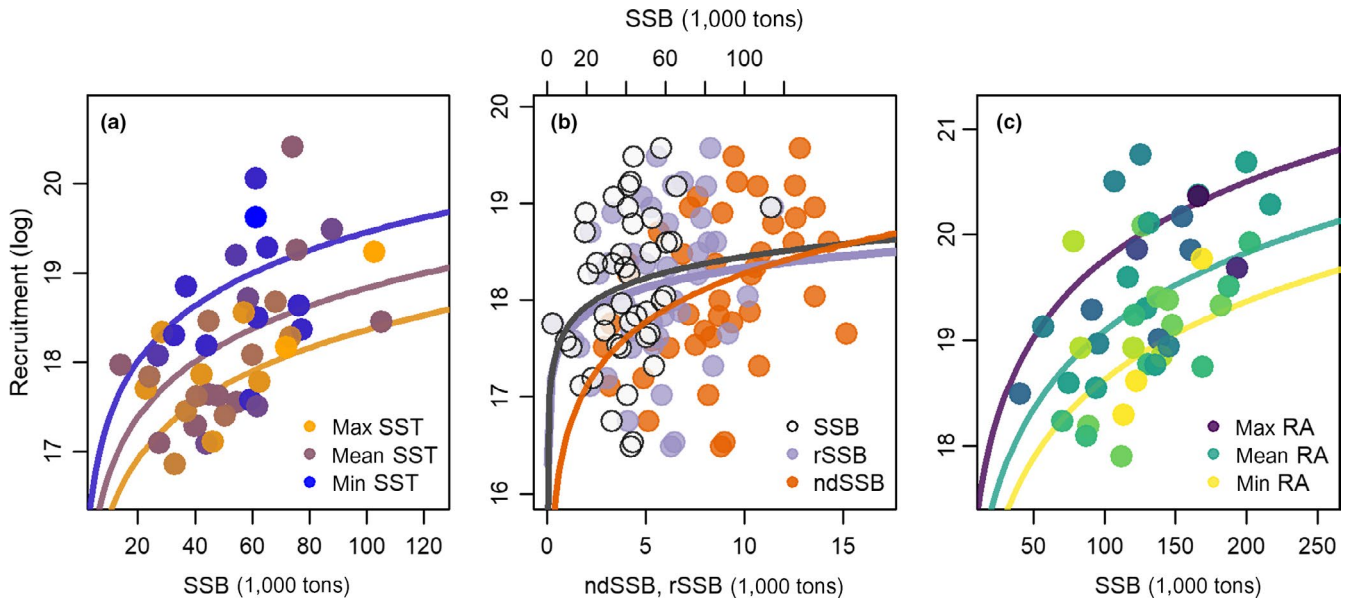 SSB (1,000 tons)
0 20 60 100
(a)
(b)
(c)
Recruitment (log)
17 18 19 20
16 17 18 19 20
18 19 20 21
Max SST
Mean SST
Min SST
SSB
rSSB
ndSSB
Max RA
Mean RA
Min RA
20 40 60 80 100 120
0 5 10 15
50 100 150 200 250
SSB (1,000 tons)
ndSSB, rSSB (1,000 tons)
SSB (1,000 tons)